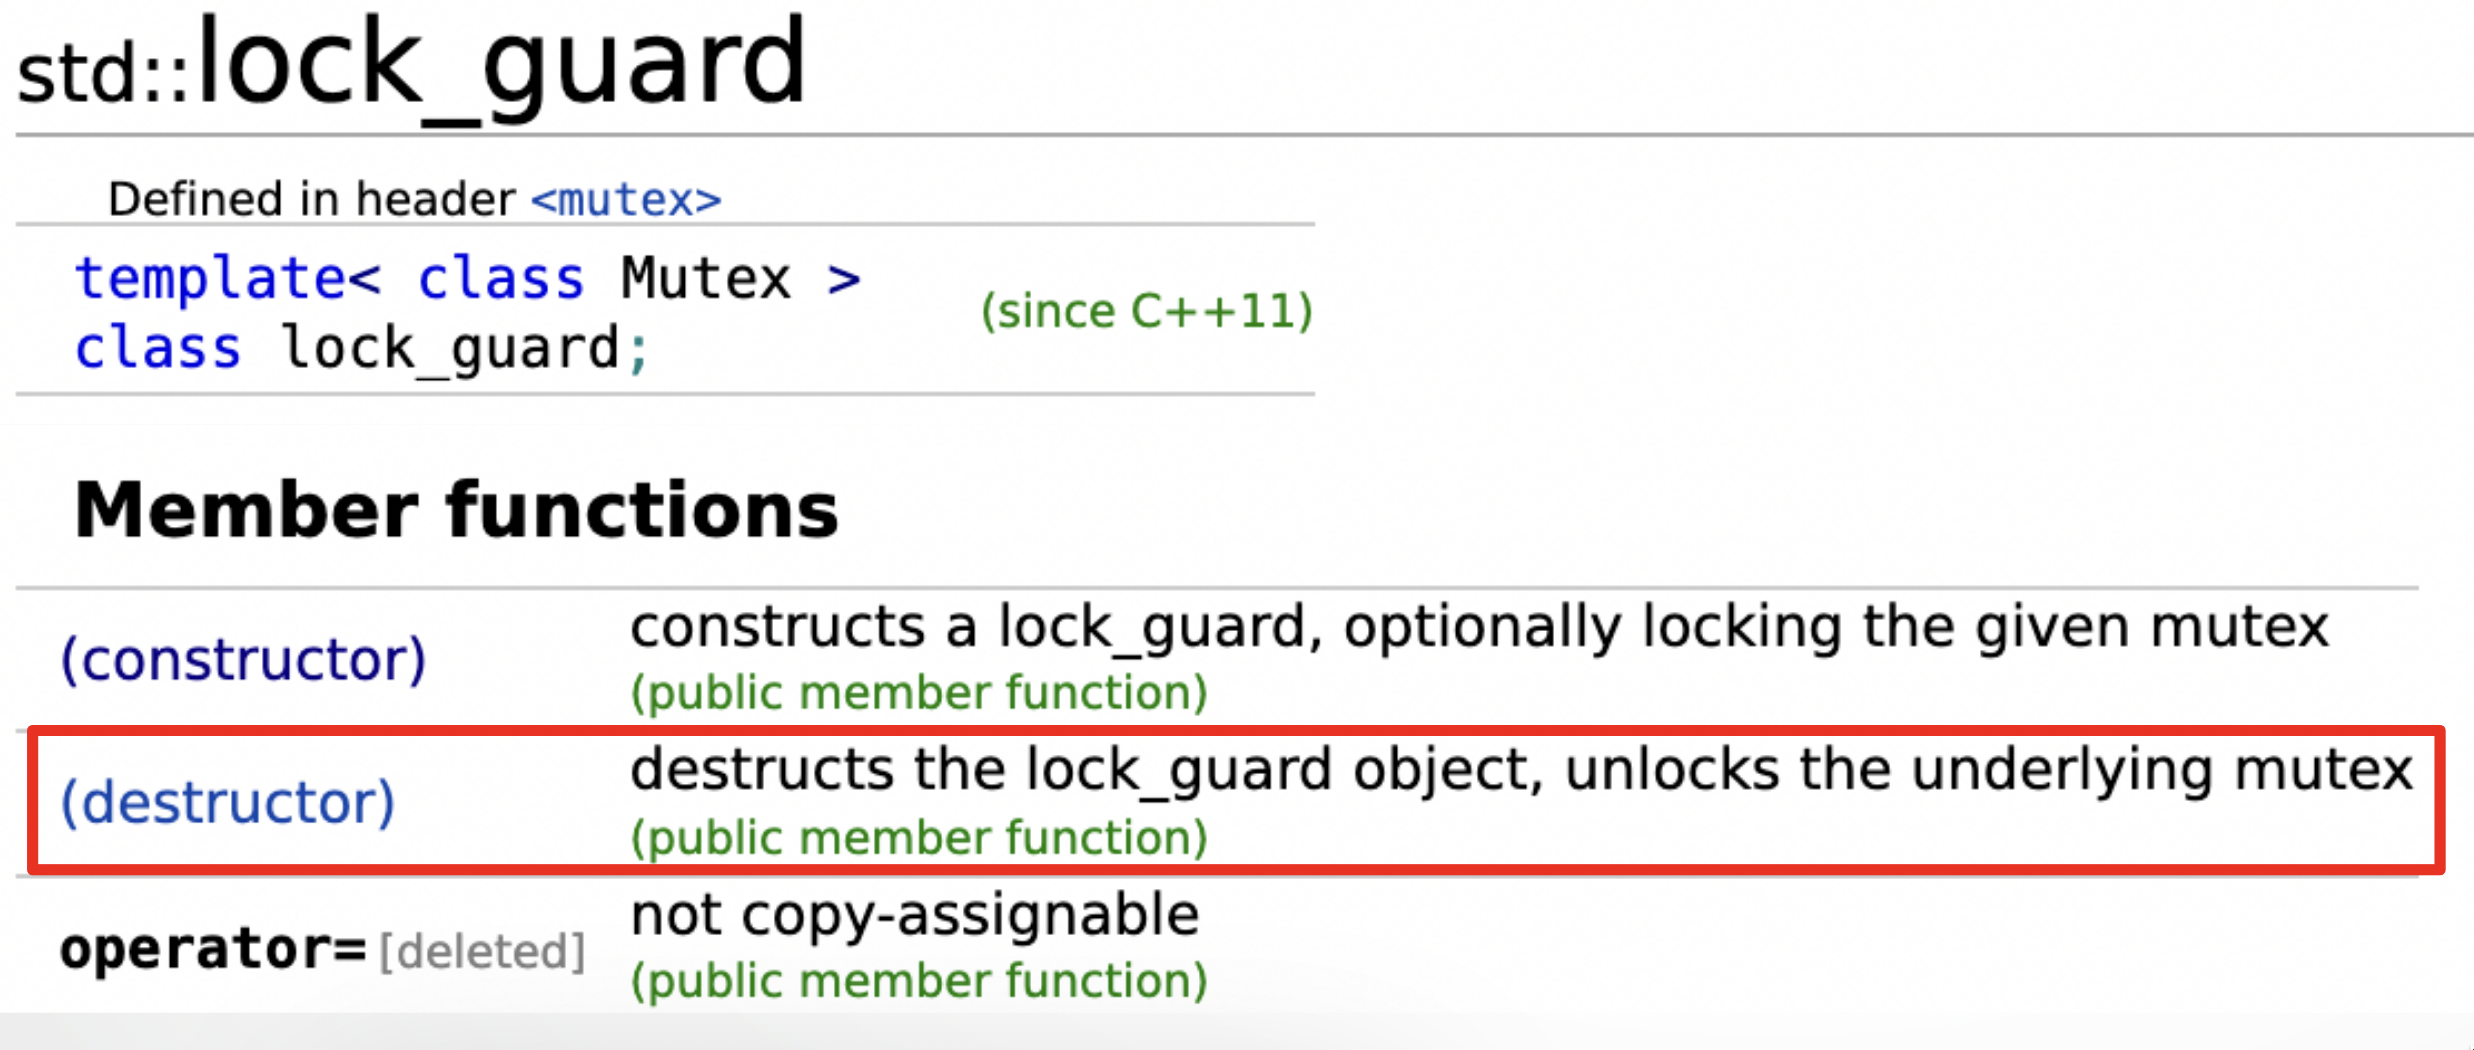 std::lock_guard
Defined in header <mutex>
template< class Mutex >
class lock_guard;
(since C++11)
Member functions
(constructor)
constructs a lock_guard, optionally locking the given mutex
(public member function)
(destructor)
destructs the lock_guard object, unlocks the underlying mutex
(public member function)
operator= [deleted]
not copy-assignable
(public member function)